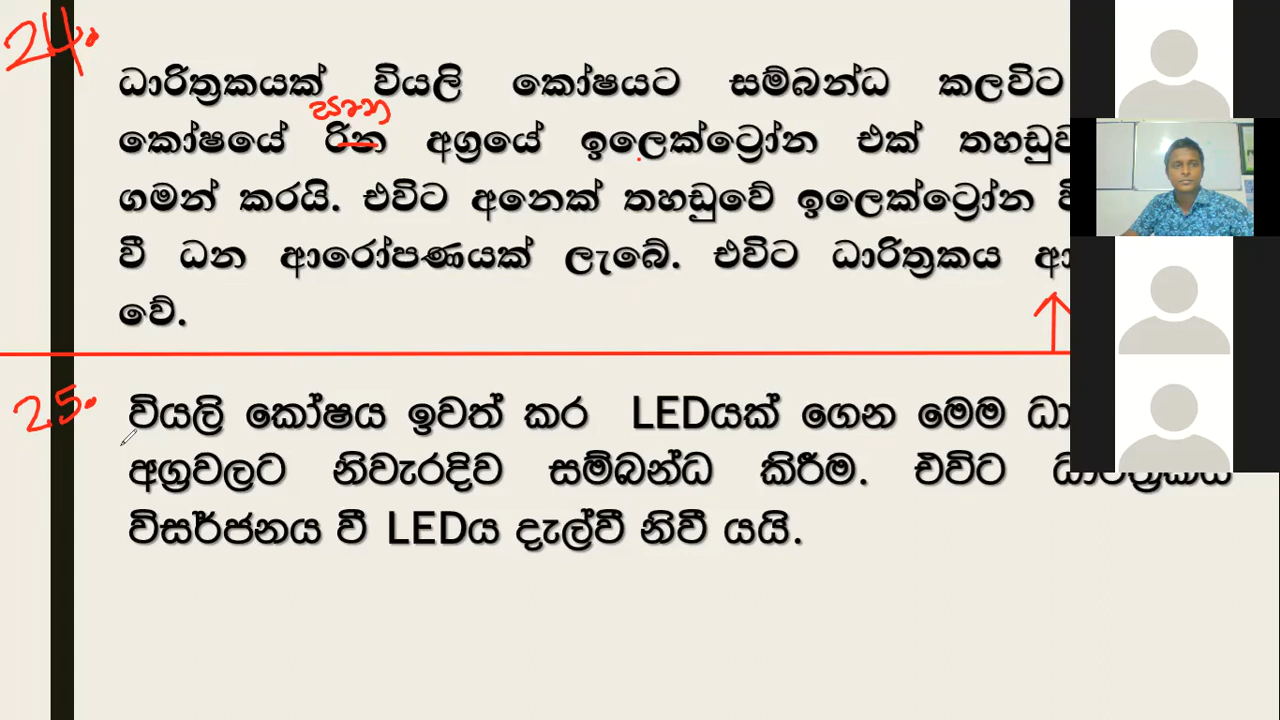 24.
ධාරිත්‍රකයක් වියලි කෝෂයට සම්බන්ධ කලවිට
කෝෂයේ රින අග්‍රයේ ඉලෙක්ට්‍රෝන එක්
ගමන් කරයි. එවිට අනෙක් තහඩුවේ ඉලෙක්ට්‍රෝන
වී ධන ආරෝපණයක් ලැබේ. එවිට ධාරිත්‍රකය
වේ.
25.
වියලි කෝෂය ඉවත් කර LEDයක් ගෙන මෙම
අග්‍රවලට නිවැරදිව සම්බන්ධ කිරීම. එවිට
විසර්ජනය වී LEDය දැල්වී නිවී යයි.